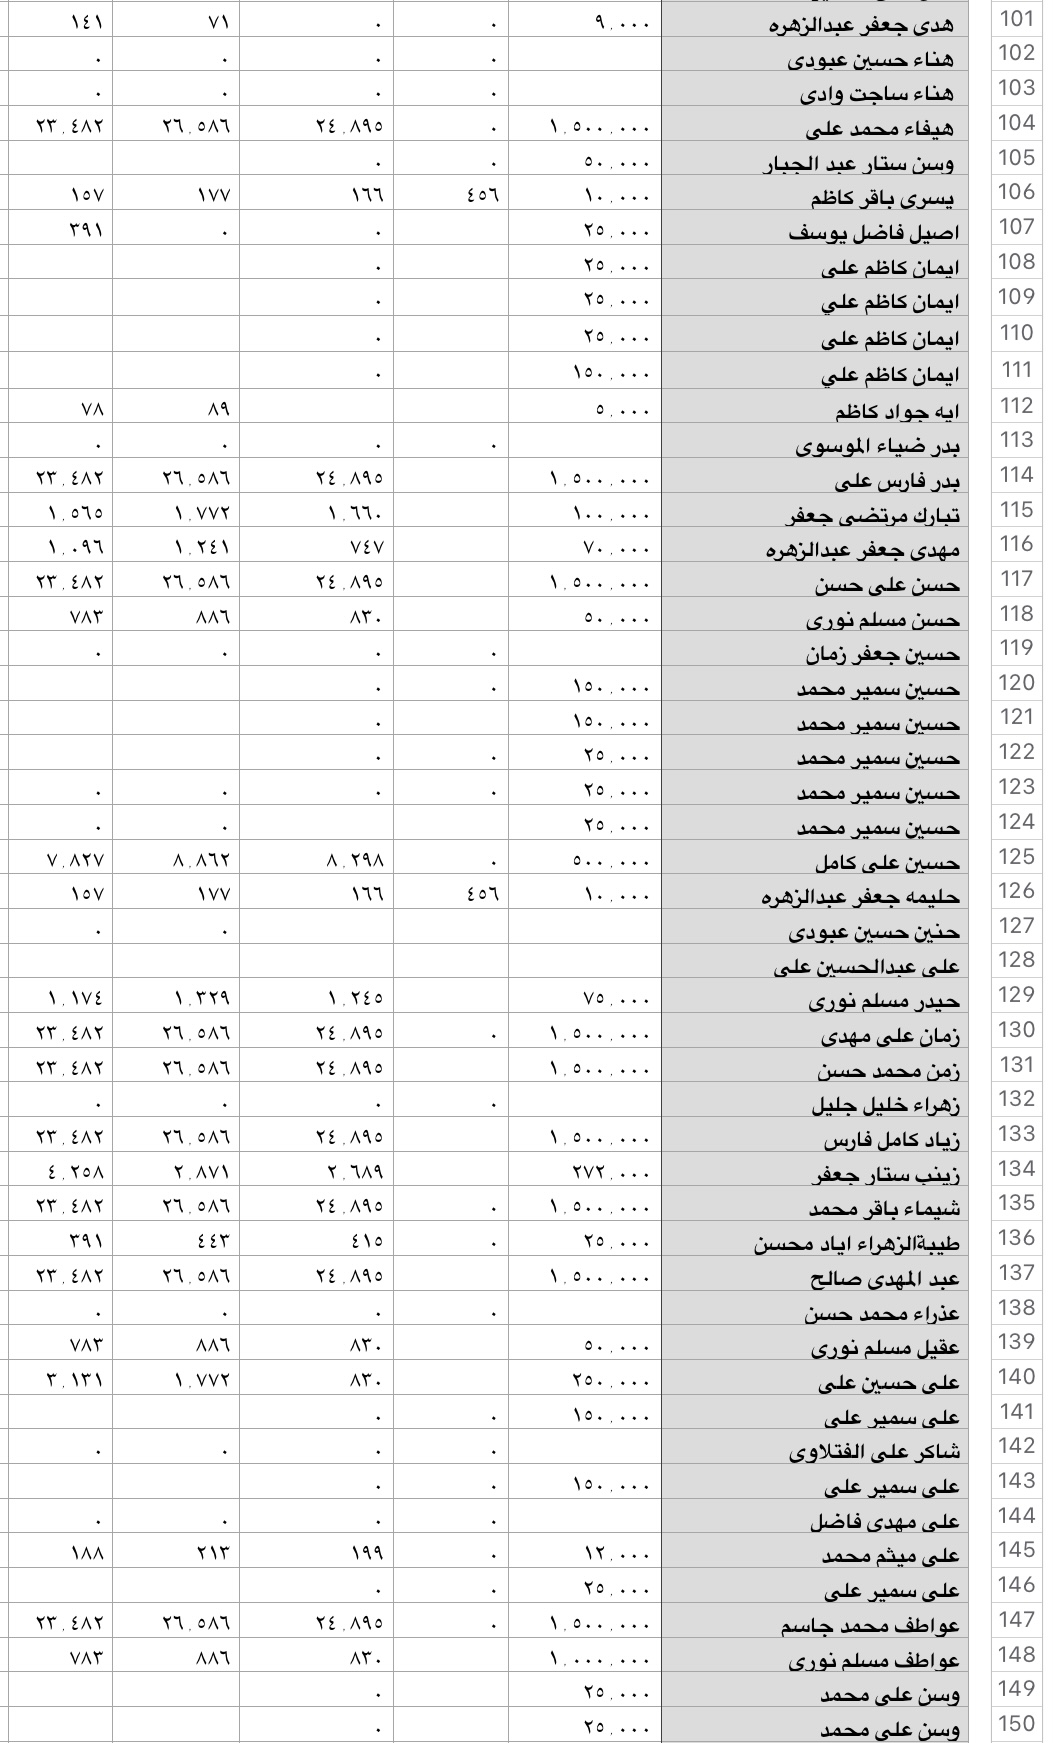 101 هدى جعفر عبدالزهره ٩.٠٠٠ ٠ ٠ ٧١ ١٤١
102 هناء حسين عبودى ٠ ٠ ٠ ٠
103 هناء ساجت وادى ٠ ٠ ٠ ٠
104 هيفاء محمد على ١.٥٠٠.٠٠٠ ٠ ٢٤.٨٩٥ ٢٦.٥٨٦ ٢٣.٤٨٢
105 وسن ستار عبد الجبار ٥٠.٠٠٠ ٠ ٠
106 يسرى باقر كاظم ١٠.٠٠٠ ٤٥٦ ١٦٦ ١٧٧ ١٥٧
107 اصيل فاضل يوسف ٢٥.٠٠٠ ٠ ٠ ٣٩١
108 ايمان كاظم على ٢٥.٠٠٠ ٠
109 ايمان كاظم علي ٢٥.٠٠٠ ٠
110 ايمان كاظم على ٢٥.٠٠٠ ٠
111 ايمان كاظم علي ١٥٠.٠٠٠ ٠
112 ايه جواد كاظم ٥.٠٠٠ ٨٩ ٧٨
113 بدر ضياء الموسوى ٠ ٠ ٠ ٠
114 بدر فارس على ١.٥٠٠.٠٠٠ ٢٤.٨٩٥ ٢٦.٥٨٦ ٢٣.٤٨٢
115 تبارك مرتضى جعفر ١٠٠.٠٠٠ ١.٦٦٠ ١.٧٧٢ ١.٥٦٥
116 مهدى جعفر عبدالزهره ٧٠.٠٠٠ ٧٤٧ ١.٢٤١ ١.٠٩٦
117 حسن على حسن ١.٥٠٠.٠٠٠ ٢٤.٨٩٥ ٢٦.٥٨٦ ٢٣.٤٨٢
118 حسن مسلم نورى ٥٠.٠٠٠ ٨٣٠ ٨٨٦ ٧٨٣
119 حسين جعفر زمان ٠ ٠ ٠ ٠
120 حسين سمير محمد ١٥٠.٠٠٠ ٠ ٠
121 حسين سمير محمد ١٥٠.٠٠٠ ٠
122 حسين سمير محمد ٢٥.٠٠٠ ٠ ٠
123 حسين سمير محمد ٢٥.٠٠٠ ٠ ٠ ٠ ٠
124 حسين سمير محمد ٢٥.٠٠٠ ٠ ٠
125 حسين على كامل ٥٠٠.٠٠٠ ٠ ٨.٢٩٨ ٨.٨٦٢ ٧.٨٢٧
126 حليمه جعفر عبدالزهره ١٠.٠٠٠ ٤٥٦ ١٦٦ ١٧٧ ١٥٧
127 حنين حسين عبودى ٠ ٠
128 على عبدالحسين على
129 حيدر مسلم نورى ٧٥.٠٠٠ ١.٢٤٥ ١.٣٢٩ ١.١٧٤
130 زمان على مهدى ١.٥٠٠.٠٠٠ ٠ ٢٤.٨٩٥ ٢٦.٥٨٦ ٢٣.٤٨٢
131 زمن محمد حسن ١.٥٠٠.٠٠٠ ٢٤.٨٩٥ ٢٦.٥٨٦ ٢٣.٤٨٢
132 زهراء خليل جليل ٠ ٠ ٠ ٠
133 زياد كامل فارس ١.٥٠٠.٠٠٠ ٢٤.٨٩٥ ٢٦.٥٨٦ ٢٣.٤٨٢
134 زينب ستار جعفر ٢٧٢.٠٠٠ ٢.٦٨٩ ٢.٨٧١ ٤.٢٥٨
135 شيماء باقر محمد ١.٥٠٠.٠٠٠ ٠ ٢٤.٨٩٥ ٢٦.٥٨٦ ٢٣.٤٨٢
136 طيبةالزهراء اياد محسن ٢٥.٠٠٠ ٠ ٤١٥ ٤٤٣ ٣٩١
137 عبد المهدى صالح ١.٥٠٠.٠٠٠ ٢٤.٨٩٥ ٢٦.٥٨٦ ٢٣.٤٨٢
138 عذراء محمد حسن ٠ ٠ ٠ ٠
139 عقيل مسلم نورى ٥٠.٠٠٠ ٨٣٠ ٨٨٦ ٧٨٣
140 على حسين على ٢٥٠.٠٠٠ ٨٣٠ ١.٧٧٢ ٣.١٣١
141 على سمير على ١٥٠.٠٠٠ ٠ ٠
142 شاكر على الفتلاوى ٠ ٠ ٠ ٠
143 على سمير على ١٥٠.٠٠٠ ٠ ٠
144 على مهدى فاضل ٠ ٠ ٠ ٠
145 على ميثم محمد ١٢.٠٠٠ ٠ ١٩٩ ٢١٣ ١٨٨
146 على سمير على ٢٥.٠٠٠ ٠ ٠
147 عواطف محمد جاسم ١.٥٠٠.٠٠٠ ٠ ٢٤.٨٩٥ ٢٦.٥٨٦ ٢٣.٤٨٢
148 عواطف مسلم نورى ١.٠٠٠.٠٠٠ ٨٣٠ ٨٨٦ ٧٨٣
149 وسن على محمد ٢٥.٠٠٠ ٠
150 وسن على محمد ٢٥.٠٠٠ ٠